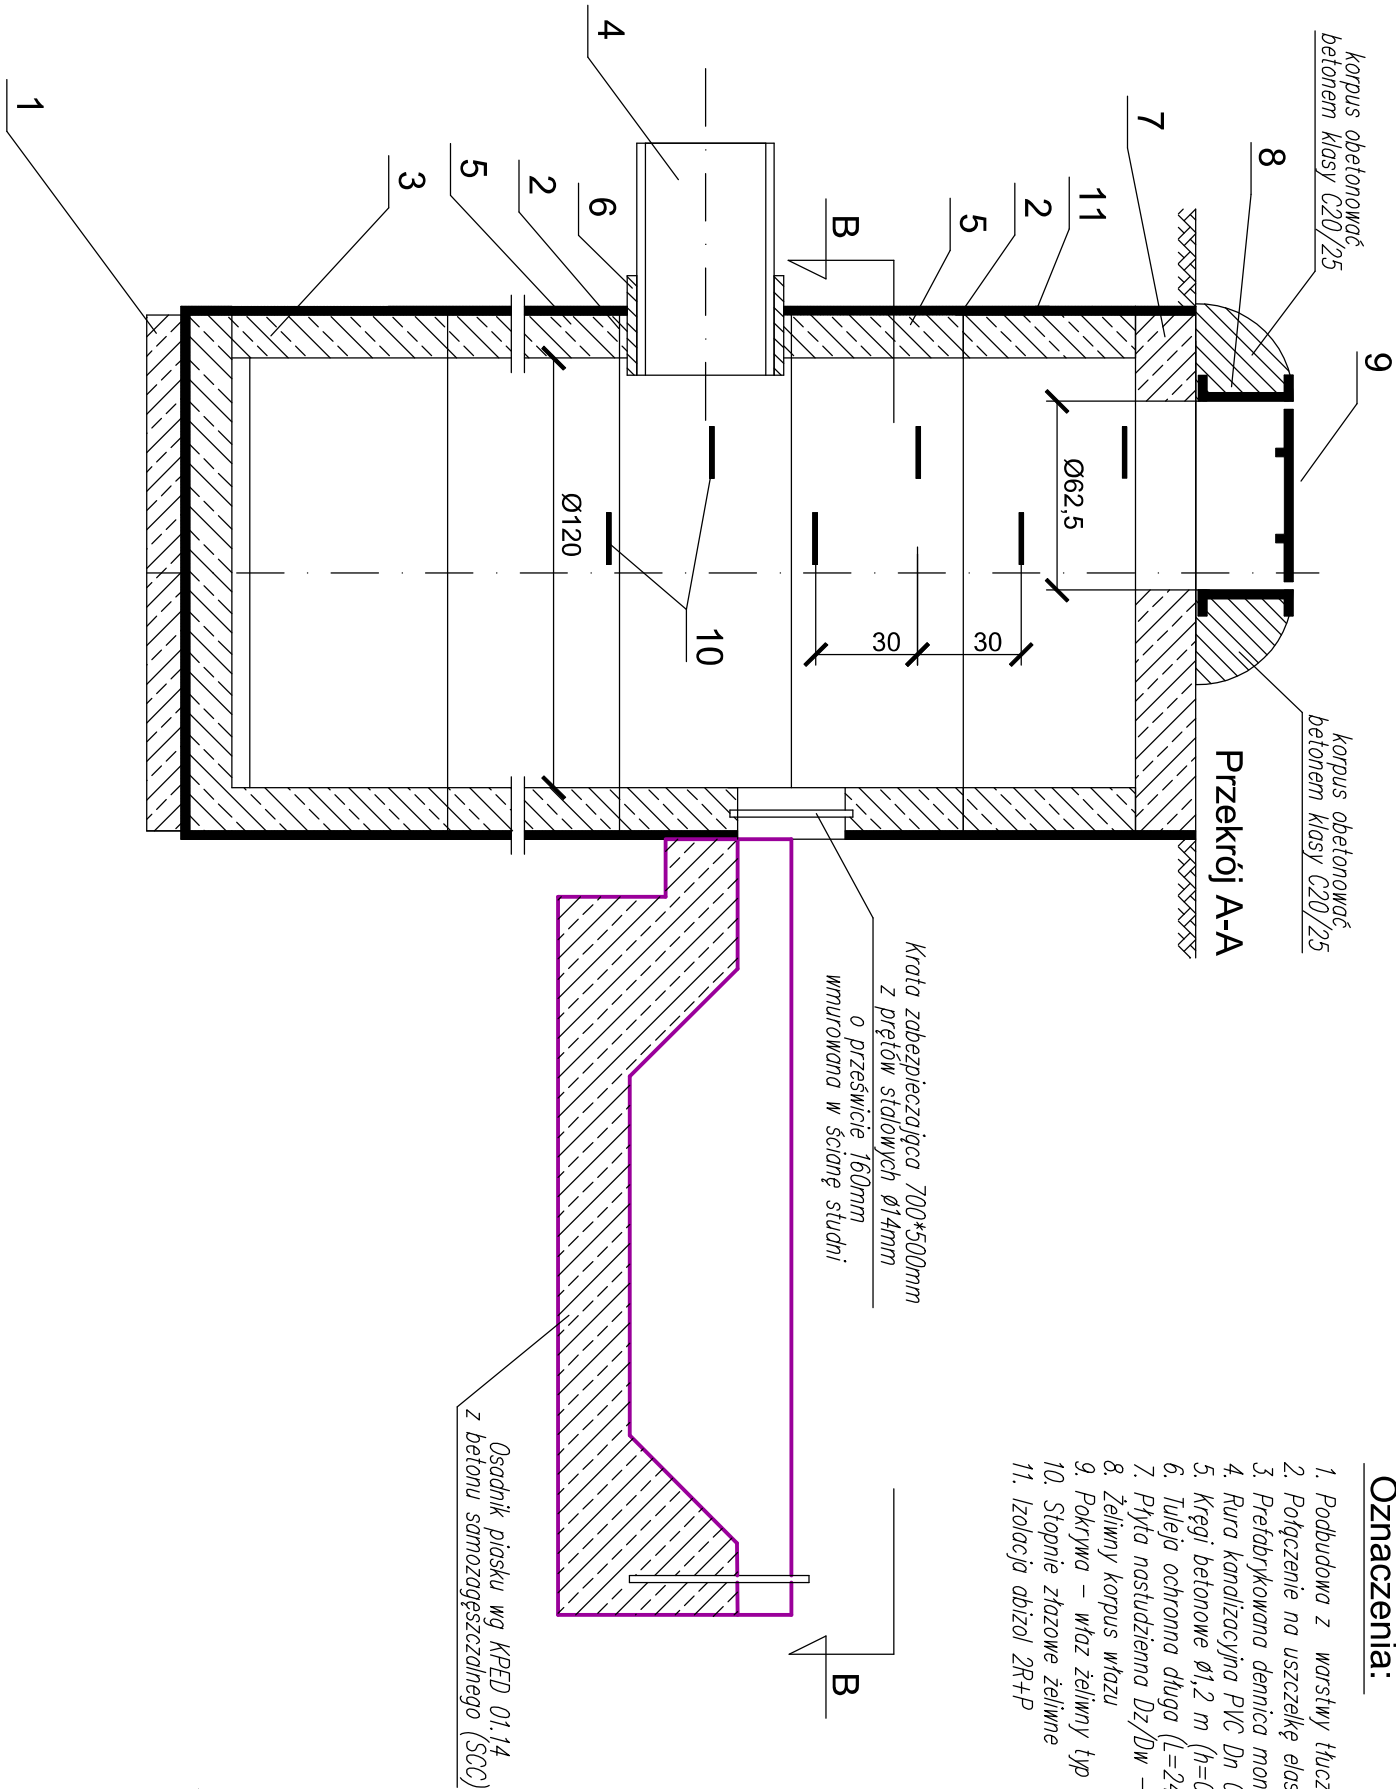 korpus obetonować
betonem klasy C20/25
9
8
7
11
2
5
B
4
6
2
5
3
1
Ø62,5
30
30
Ø120
10
korpus obetonować
betonem klasy C20/25
Przekrój A-A
Krata zabezpieczająca 700*500mm
z prętów stalowych Ø14mm
o prześwicie 160mm
wmurowana w ścianę studni
Osadnik piasku wg KPED 01.14
z betonu samozagęszczalnego (SCC)
B
Oznaczenia:
1. Podbudowa z warstwy tłucz
2. Połączenie na uszczelkę elas
3. Prefabrykowana dennica mon
4. Rura kanalizacyjna PVC Dn
5. Kręgi betonowe Ø1,2 m (h=
6. Tuleja ochronna długa (L=24
7. Płyta nastudzienna Dz/Dw –
8. Żeliwny korpus włazu
9. Pokrywa – właz żeliwny typ
10. Stopnie złazowe żeliwne
11. Izolacja abizol 2R+P